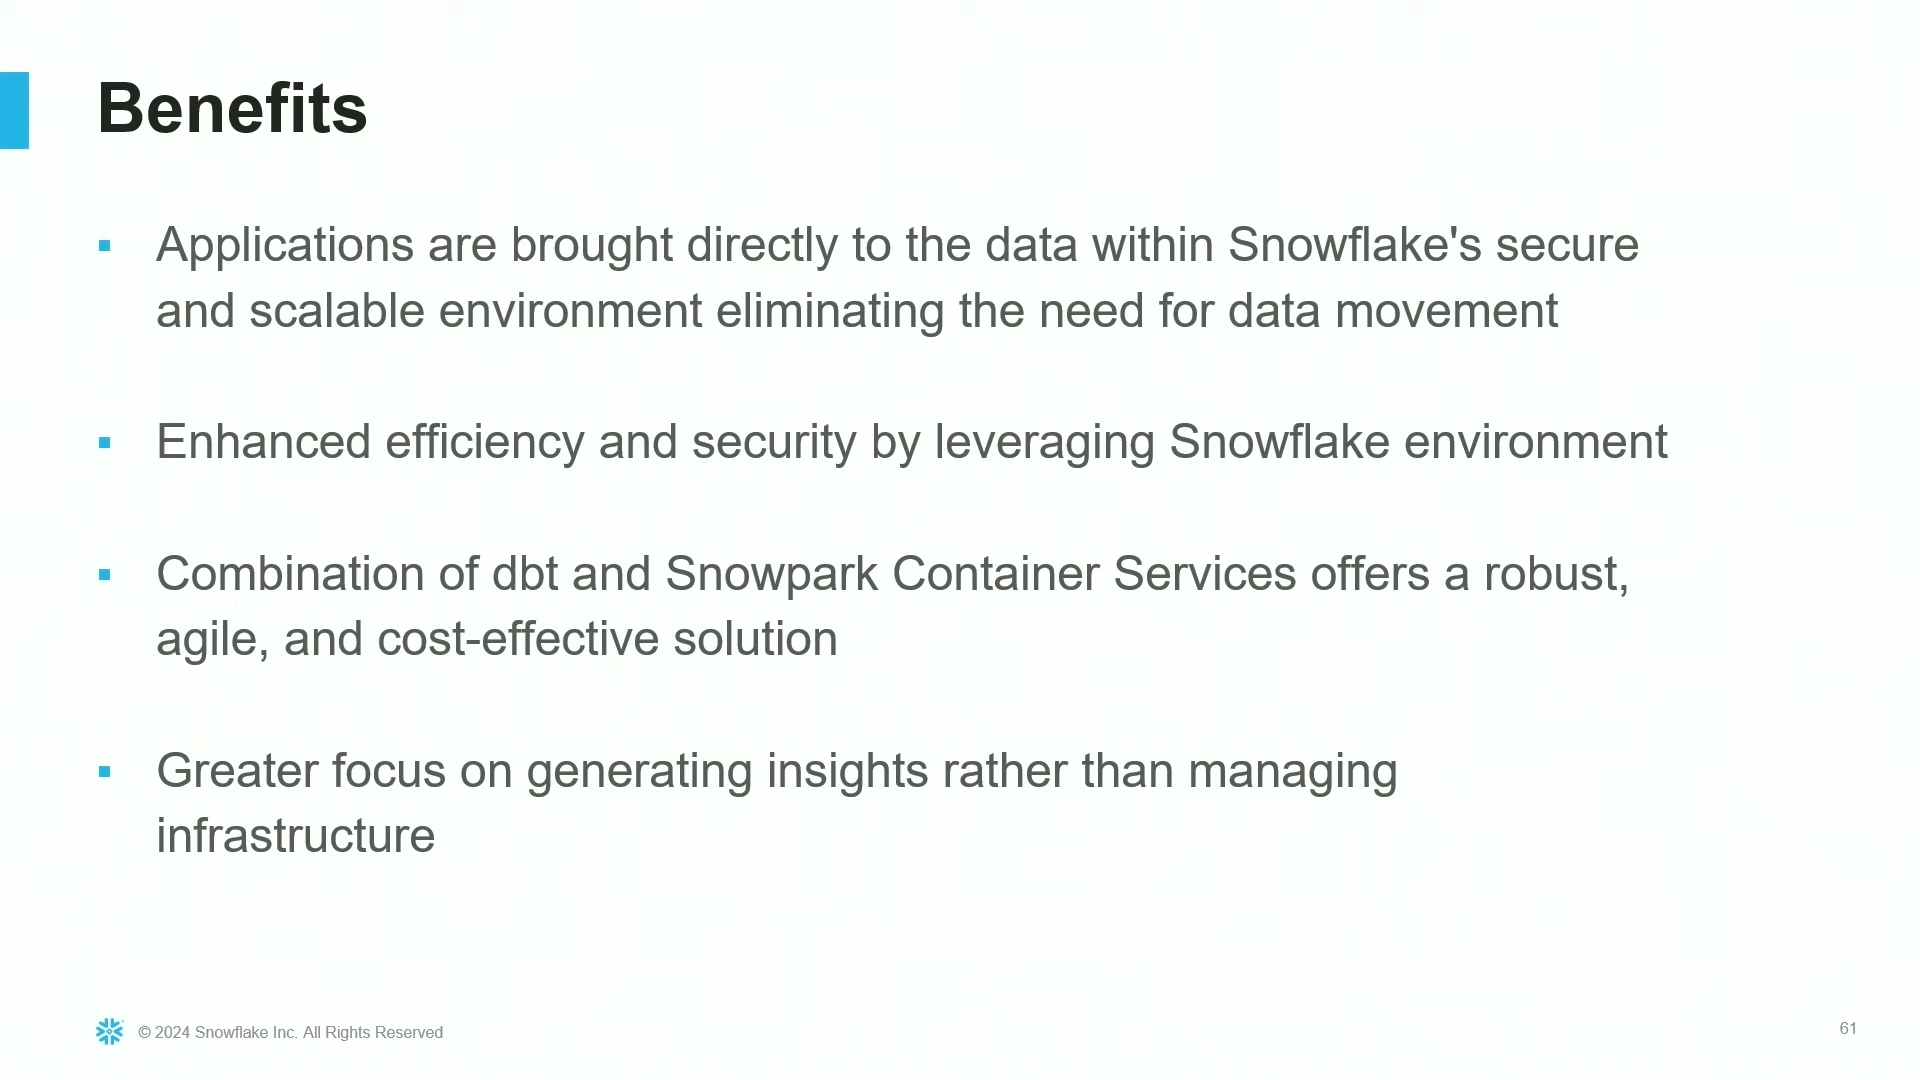 Benefits
▪ Applications are brought directly to the data within Snowflake's secure
and scalable environment eliminating the need for data movement
▪ Enhanced efficiency and security by leveraging Snowflake environment
▪ Combination of dbt and Snowpark Container Services offers a robust,
agile, and cost-effective solution
▪ Greater focus on generating insights rather than managing
infrastructure
© 2024 Snowflake Inc. All Rights Reserved
61